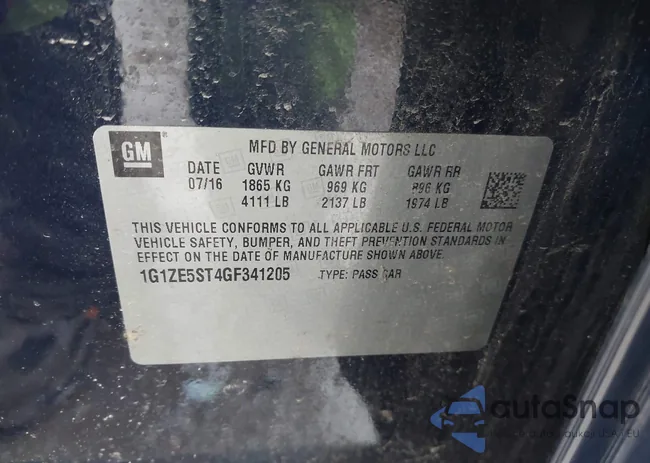 GM
MFD BY GENERAL MOTORS LLC
DATE GVWR GAWR FRT GAWR RR
07/16 1865 KG 969 KG 896 KG
4111 LB 2137 LB 1974 LB
THIS VEHICLE CONFORMS TO ALL APPLICABLE U.S. FEDERAL MOTOR
VEHICLE SAFETY, BUMPER, AND THEFT PREVENTION STANDARDS IN
EFFECT ON THE DATE OF MANUFACTURE SHOWN ABOVE.
1G1ZE5ST4GF341205 TYPE: PASS CAR
autoSnap